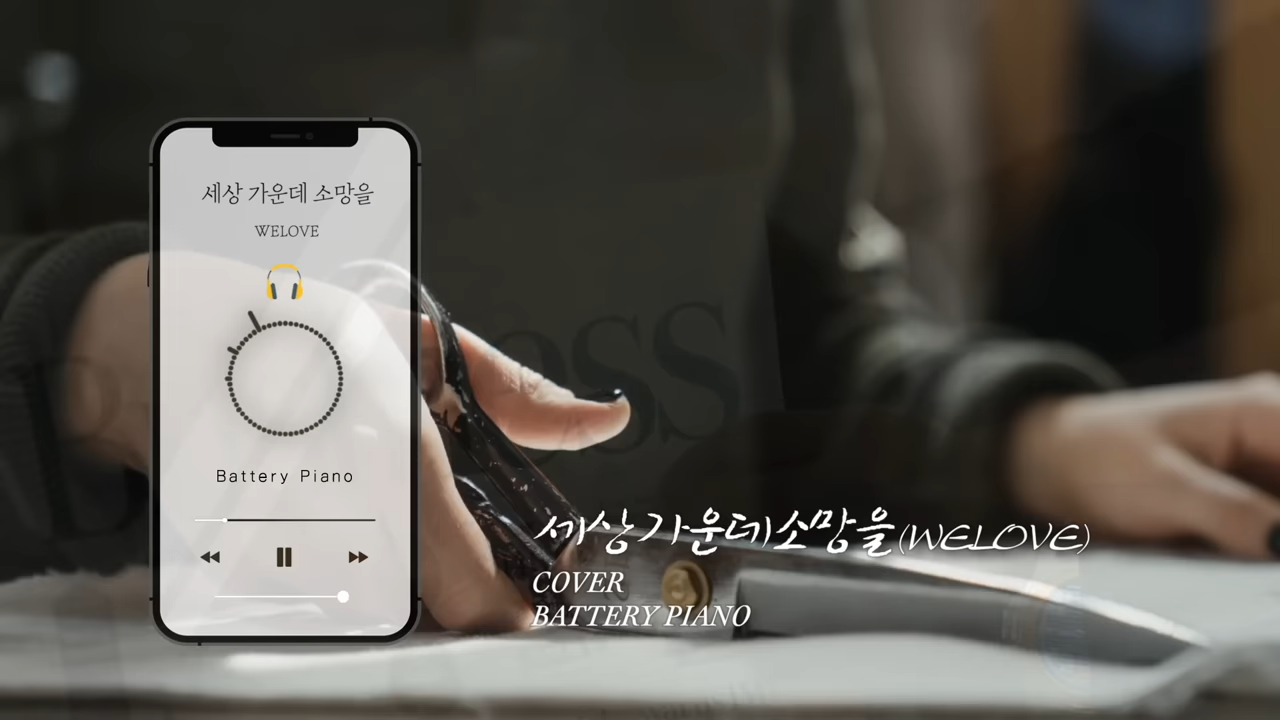 세상 가운데 소망을
WELOVE
Battery Piano
세상 가운데 소망을 (WELOVE)
COVER
BATTERY PIANO